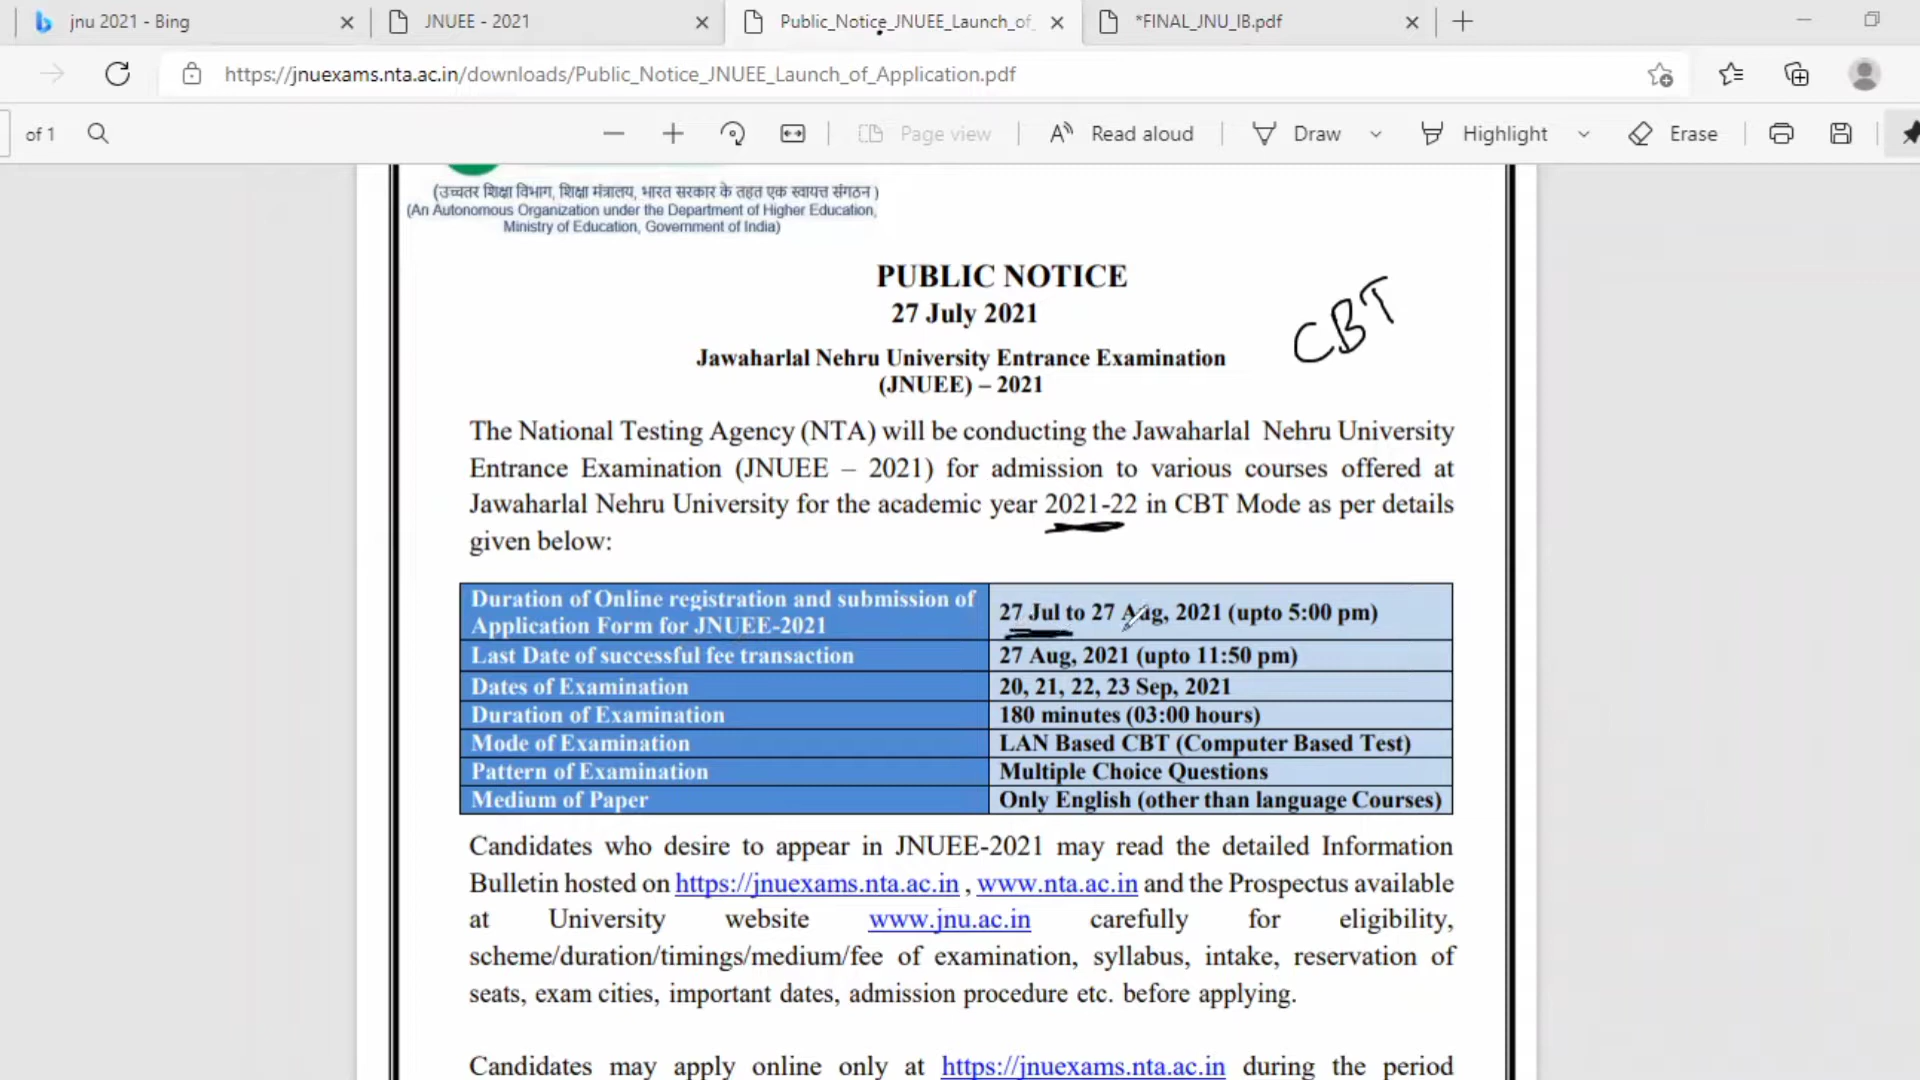 jnu 2021 - Bing
JNUEE - 2021
Public_Notice_JNUEE_Launch_of_
*FINAL_JNU_IB.pdf
https://jnuexams.nta.ac.in/downloads/Public_Notice_JNUEE_Launch_of_Application.pdf
of 1
Page view
Read aloud
Draw
Highlight
Erase
(उच्चतर शिक्षा विभाग, शिक्षा मंत्रालय, भारत सरकार के तहत एक स्वायत्त संगठन )
(An Autonomous Organization under the Department of Higher Education,
Ministry of Education, Government of India)
PUBLIC NOTICE
27 July 2021
CBT
Jawaharlal Nehru University Entrance Examination
(JNUEE) – 2021
The National Testing Agency (NTA) will be conducting the Jawaharlal Nehru University
Entrance Examination (JNUEE – 2021) for admission to various courses offered at
Jawaharlal Nehru University for the academic year 2021-22 in CBT Mode as per details
given below:
Duration of Online registration and submission of
Application Form for JNUEE-2021
27 Jul to 27 Aug, 2021 (upto 5:00 pm)
Last Date of successful fee transaction
27 Aug, 2021 (upto 11:50 pm)
Dates of Examination
20, 21, 22, 23 Sep, 2021
Duration of Examination
180 minutes (03:00 hours)
Mode of Examination
LAN Based CBT (Computer Based Test)
Pattern of Examination
Multiple Choice Questions
Medium of Paper
Only English (other than language Courses)
Candidates who desire to appear in JNUEE-2021 may read the detailed Information
Bulletin hosted on https://jnuexams.nta.ac.in , www.nta.ac.in and the Prospectus available
at University website www.jnu.ac.in carefully for eligibility,
scheme/duration/timings/medium/fee of examination, syllabus, intake, reservation of
seats, exam cities, important dates, admission procedure etc. before applying.
Candidates may apply online only at https://jnuexams.nta.ac.in during the period